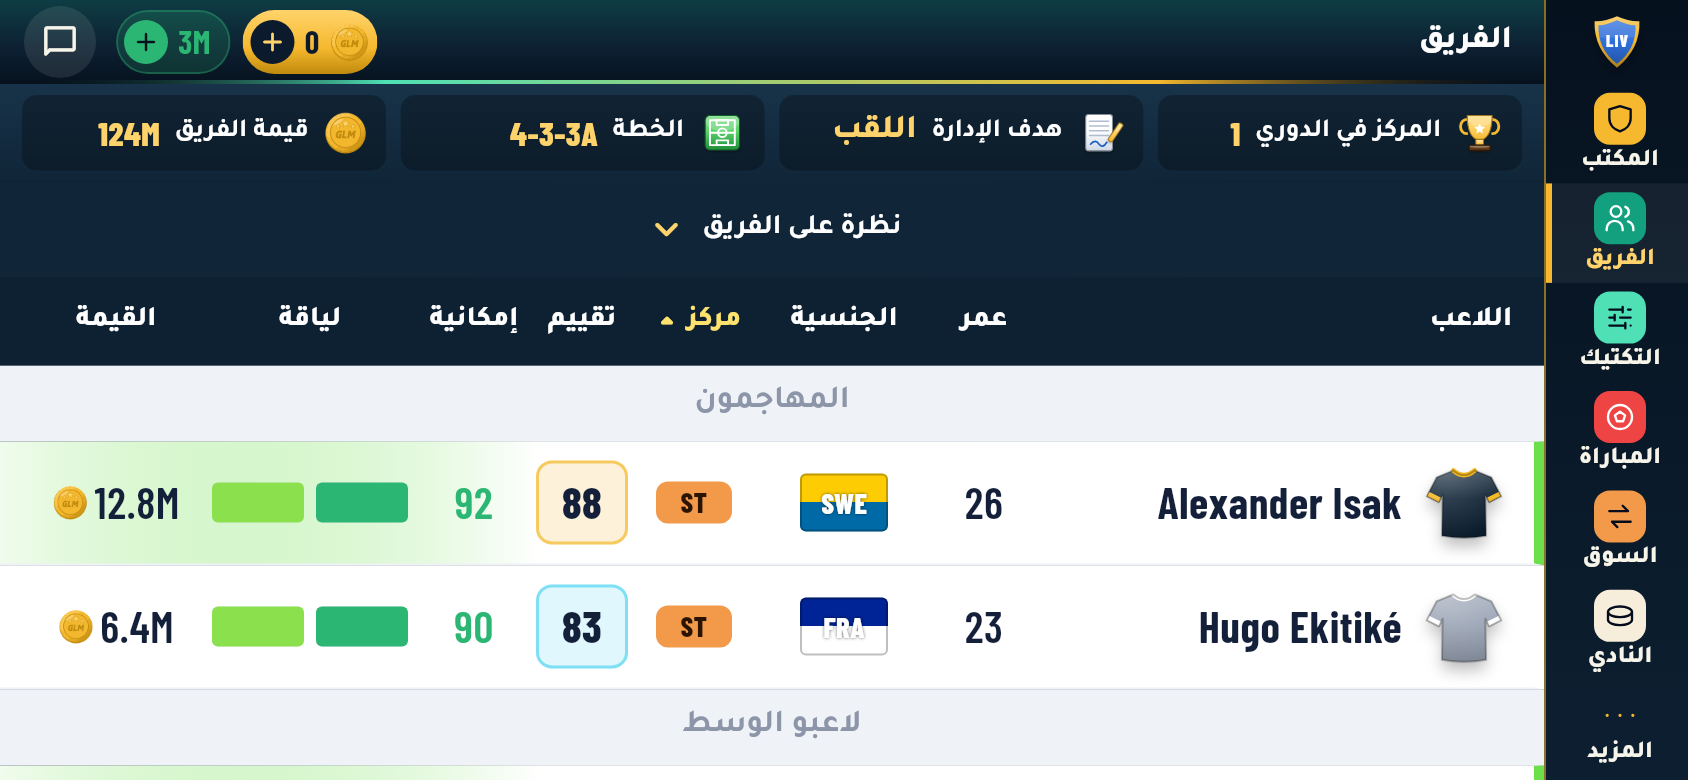 الفريق
0
3M
LIV
المكتب
الفريق
التكتيك
المباراة
السوق
النادي
المزيد
المركز في الدوري 1
هدف الإدارة اللقب
الخطة 4-3-3A
قيمة الفريق 124M
نظرة على الفريق
اللاعب عمر الجنسية مركز تقييم إمكانية لياقة القيمة
المهاجمون
Alexander Isak 26 SWE ST 88 92 12.8M
Hugo Ekitiké 23 FRA ST 83 90 6.4M
لاعبو الوسط
GLM
GLM
GLM
GLM